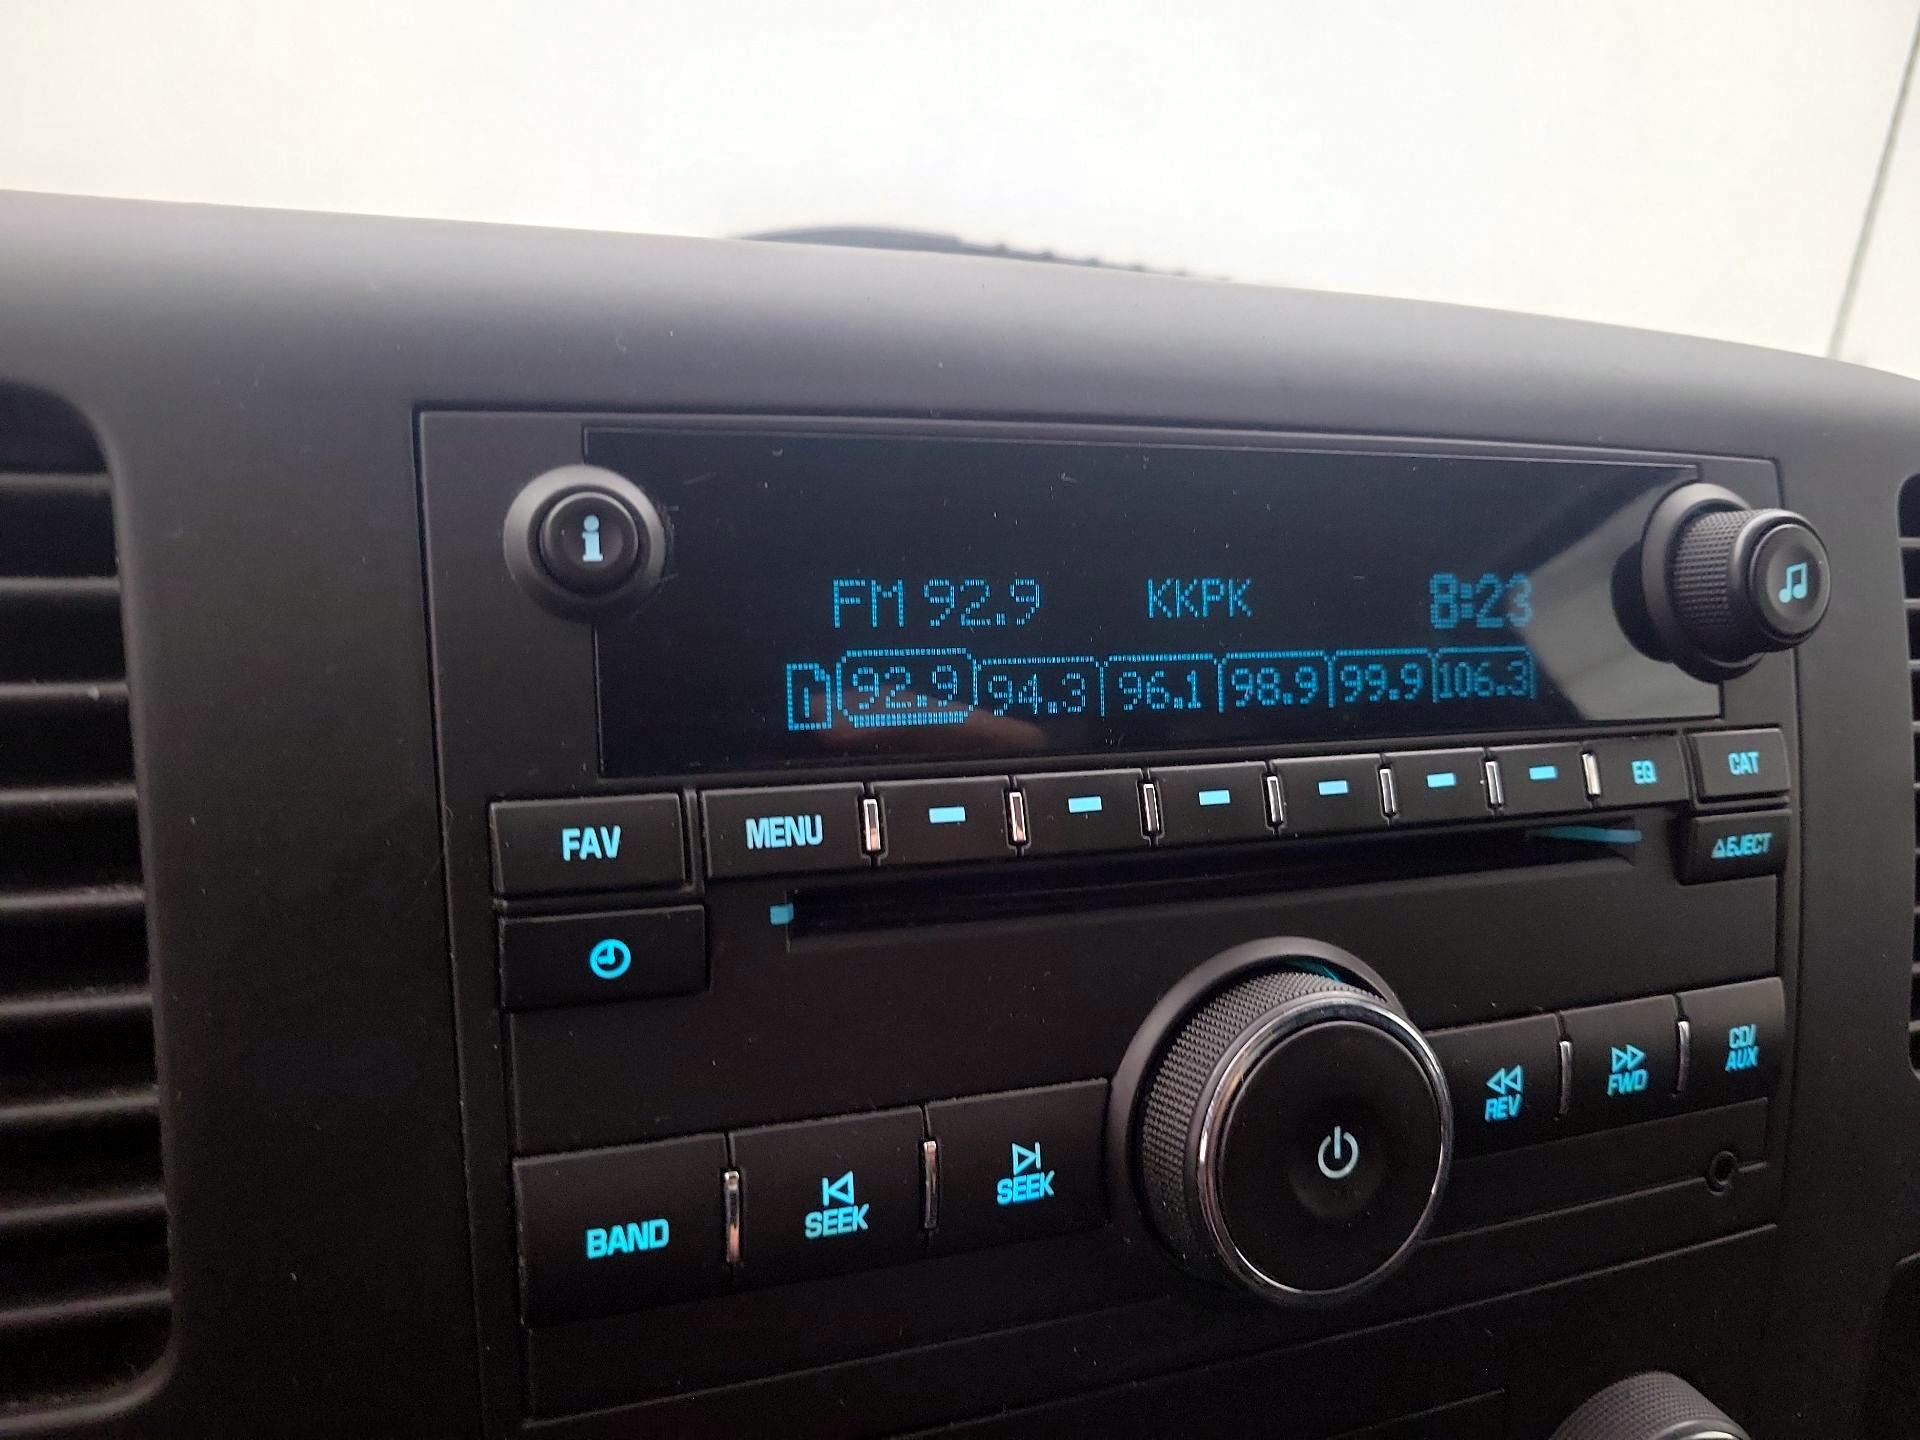 FM 92.9 KKPK 8:23
1 92.9 94.3 96.1 98.9 99.9 106.3
FAV MENU EQ CAT
EJECT
REV FWD CD/AUX
BAND SEEK SEEK